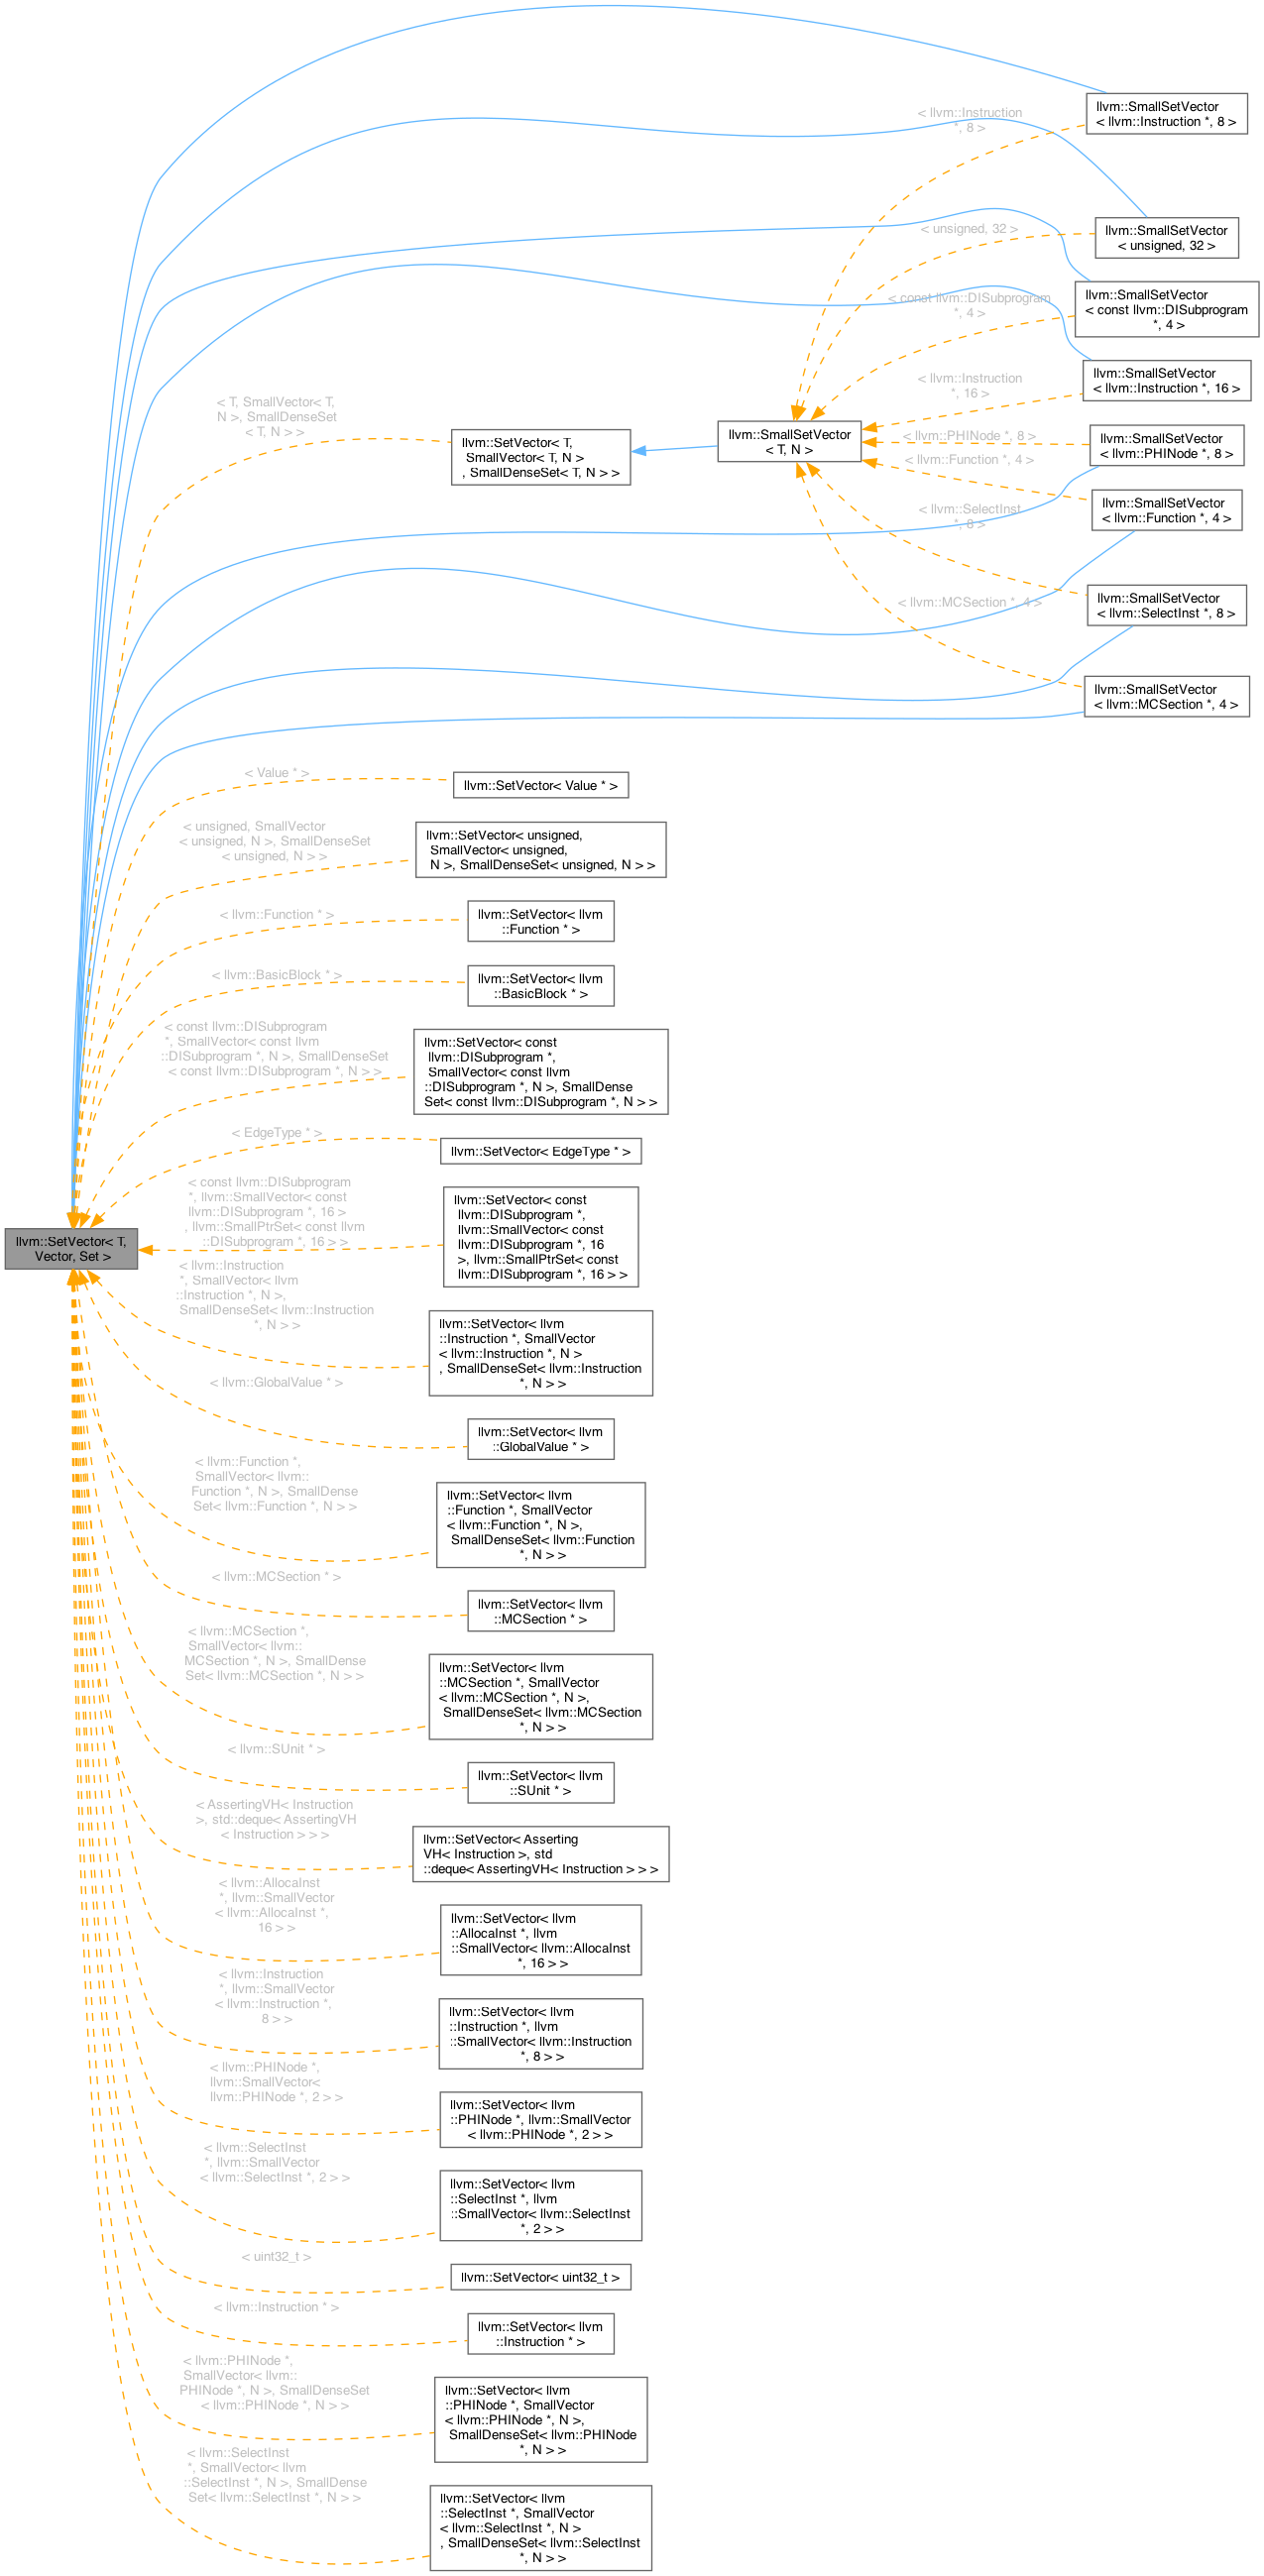 llvm::SmallSetVector
< llvm::Instruction *, 8 >
< llvm::Instruction
*, 8 >
llvm::SmallSetVector
< unsigned, 32 >
< unsigned, 32 >
llvm::SmallSetVector
< const llvm::DISubprogram
*, 4 >
< const llvm::DISubprogram
*, 4 >
llvm::SmallSetVector
< llvm::Instruction *, 16 >
< llvm::Instruction
*, 16 >
< T, SmallVector< T,
N >, SmallDenseSet
< T, N > >
llvm::SetVector< T,
SmallVector< T, N >
, SmallDenseSet< T, N > >
llvm::SmallSetVector
< T, N >
< llvm::PHINode *, 8 >
llvm::SmallSetVector
< llvm::PHINode *, 8 >
< llvm::Function *, 4 >
llvm::SmallSetVector
< llvm::Function *, 4 >
< llvm::SelectInst
*, 8 >
llvm::SmallSetVector
< llvm::SelectInst *, 8 >
< llvm::MCSection *, 4 >
llvm::SmallSetVector
< llvm::MCSection *, 4 >
< Value * >
llvm::SetVector< Value * >
< unsigned, SmallVector
< unsigned, N >, SmallDenseSet
< unsigned, N > >
llvm::SetVector< unsigned,
SmallVector< unsigned,
N >, SmallDenseSet< unsigned, N > >
< llvm::Function * >
llvm::SetVector< llvm
::Function * >
< llvm::BasicBlock * >
llvm::SetVector< llvm
::BasicBlock * >
< const llvm::DISubprogram
*, SmallVector< const llvm
::DISubprogram *, N >, SmallDenseSet
< const llvm::DISubprogram *, N > >
llvm::SetVector< const
llvm::DISubprogram *,
SmallVector< const llvm
::DISubprogram *, N >, SmallDense
Set< const llvm::DISubprogram *, N > >
< EdgeType * >
llvm::SetVector< EdgeType * >
< const llvm::DISubprogram
*, llvm::SmallVector< const
llvm::DISubprogram *, 16 >
, llvm::SmallPtrSet< const llvm
::DISubprogram *, 16 > >
llvm::SetVector< const
llvm::DISubprogram *,
llvm::SmallVector< const
llvm::DISubprogram *, 16
>, llvm::SmallPtrSet< const
llvm::DISubprogram *, 16 > >
llvm::SetVector< T,
Vector, Set >
< llvm::Instruction
*, SmallVector< llvm
::Instruction *, N >,
SmallDenseSet< llvm::Instruction
*, N > >
llvm::SetVector< llvm
::Instruction *, SmallVector
< llvm::Instruction *, N >
, SmallDenseSet< llvm::Instruction
*, N > >
< llvm::GlobalValue * >
llvm::SetVector< llvm
::GlobalValue * >
< llvm::Function *,
SmallVector< llvm::
Function *, N >, SmallDense
Set< llvm::Function *, N > >
llvm::SetVector< llvm
::Function *, SmallVector
< llvm::Function *, N >,
SmallDenseSet< llvm::Function
*, N > >
< llvm::MCSection * >
llvm::SetVector< llvm
::MCSection * >
< llvm::MCSection *,
SmallVector< llvm::
MCSection *, N >, SmallDense
Set< llvm::MCSection *, N > >
llvm::SetVector< llvm
::MCSection *, SmallVector
< llvm::MCSection *, N >,
SmallDenseSet< llvm::MCSection
*, N > >
< llvm::SUnit * >
llvm::SetVector< llvm
::SUnit * >
< AssertingVH< Instruction
>, std::deque< AssertingVH
< Instruction > > >
llvm::SetVector< Asserting
VH< Instruction >, std
::deque< AssertingVH< Instruction > > >
< llvm::AllocaInst
*, llvm::SmallVector
< llvm::AllocaInst *,
16 > >
llvm::SetVector< llvm
::AllocaInst *, llvm
::SmallVector< llvm::AllocaInst
*, 16 > >
< llvm::Instruction
*, llvm::SmallVector
< llvm::Instruction *,
8 > >
llvm::SetVector< llvm
::Instruction *, llvm
::SmallVector< llvm::Instruction
*, 8 > >
< llvm::PHINode *,
llvm::SmallVector<
llvm::PHINode *, 2 > >
llvm::SetVector< llvm
::PHINode *, llvm::SmallVector
< llvm::PHINode *, 2 > >
< llvm::SelectInst
*, llvm::SmallVector
< llvm::SelectInst *, 2 > >
llvm::SetVector< llvm
::SelectInst *, llvm
::SmallVector< llvm::SelectInst
*, 2 > >
< uint32_t >
llvm::SetVector< uint32_t >
< llvm::Instruction * >
llvm::SetVector< llvm
::Instruction * >
< llvm::PHINode *,
SmallVector< llvm::
PHINode *, N >, SmallDenseSet
< llvm::PHINode *, N > >
llvm::SetVector< llvm
::PHINode *, SmallVector
< llvm::PHINode *, N >,
SmallDenseSet< llvm::PHINode
*, N > >
< llvm::SelectInst
*, SmallVector< llvm
::SelectInst *, N >, SmallDense
Set< llvm::SelectInst *, N > >
llvm::SetVector< llvm
::SelectInst *, SmallVector
< llvm::SelectInst *, N >
, SmallDenseSet< llvm::SelectInst
*, N > >